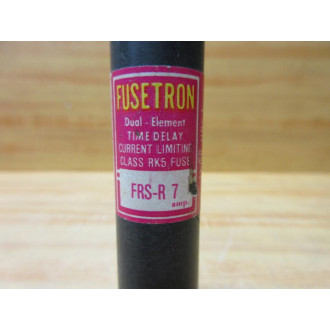 FUSETRON
Dual - Element
TIME DELAY
CURRENT LIMITING
CLASS RK5 FUSE
FRS-R 7
amp.